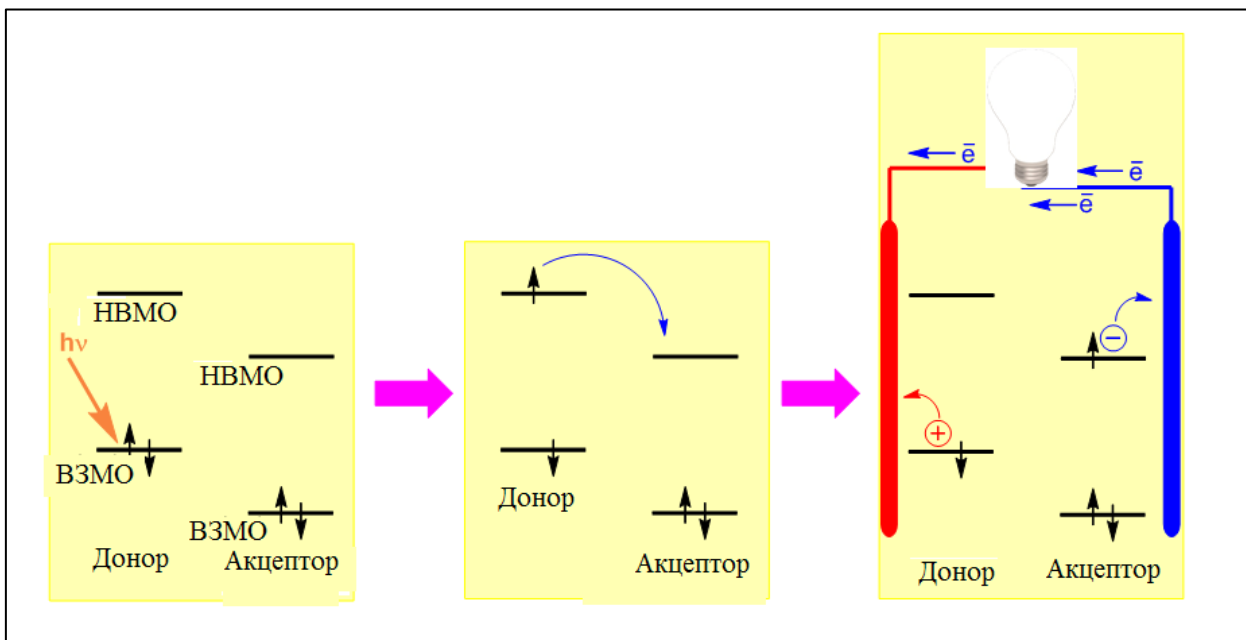 НВМО
hν
НВМО
ВЗМО
ВЗМО
Донор
Акцептор
Донор
Акцептор
ē
ē
ē
−
+
Донор
Акцептор